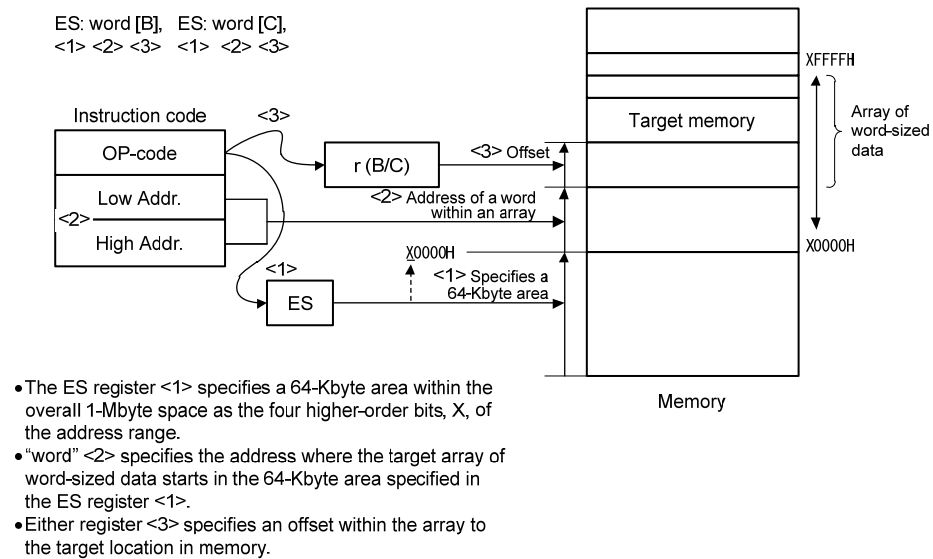 ES: word [B], ES: word [C],
<1> <2> <3> <1> <2> <3>
Instruction code
<3>
OP-code
Low Addr.
<2>
High Addr.
r (B/C)
<3> Offset
<2> Address of a word
within an array
X0000H
<1>
ES
<1> Specifies a
64-Kbyte area
XFFFFH
Target memory
Array of
word-sized
data
X0000H
Memory
•The ES register <1> specifies a 64-Kbyte area within the
overall 1-Mbyte space as the four higher-order bits, X, of
the address range.
•“word” <2> specifies the address where the target array of
word-sized data starts in the 64-Kbyte area specified in
the ES register <1>.
•Either register <3> specifies an offset within the array to
the target location in memory.